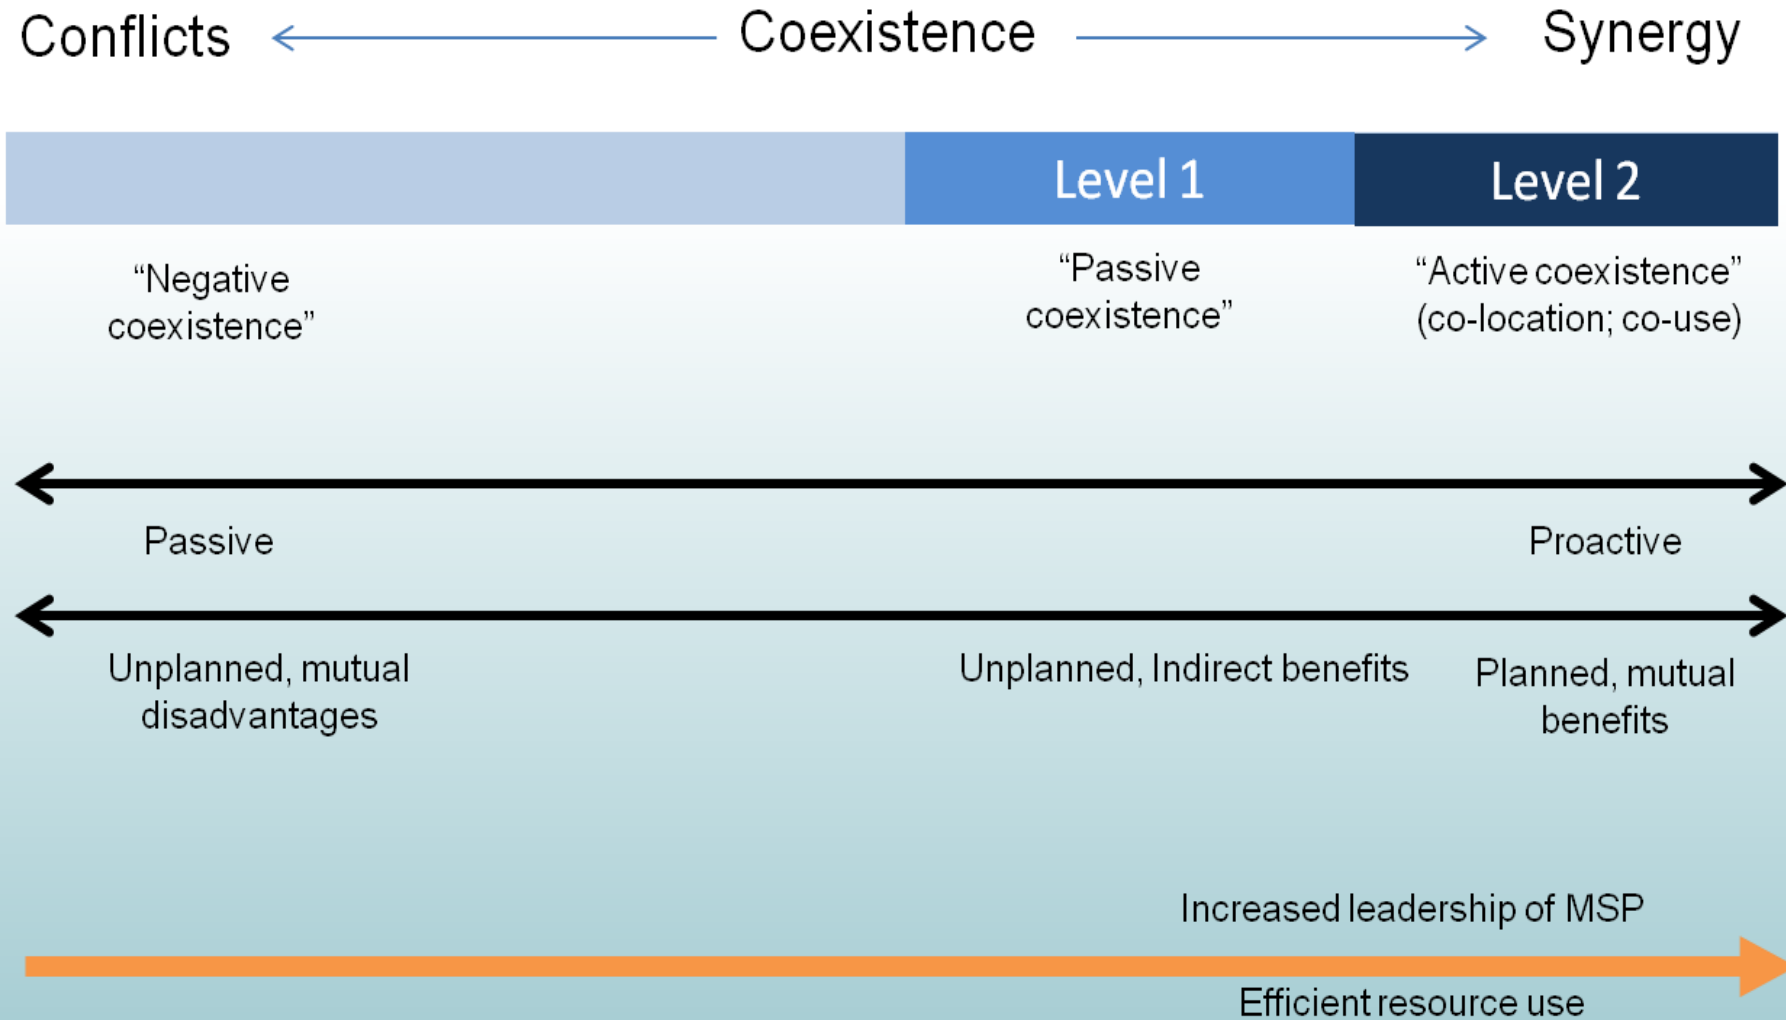 Conflicts Coexistence Synergy
Level 1 Level 2
“Negative
coexistence”
“Passive
coexistence”
“Active coexistence”
(co-location; co-use)
Passive Proactive
Unplanned, mutual
disadvantages
Unplanned, Indirect benefits
Planned, mutual
benefits
Increased leadership of MSP
Efficient resource use